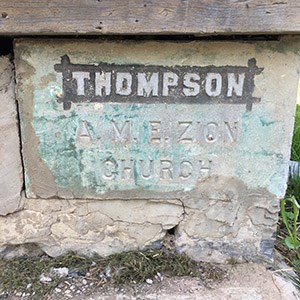 THOMPSON
A. M. E. ZION
CHURCH